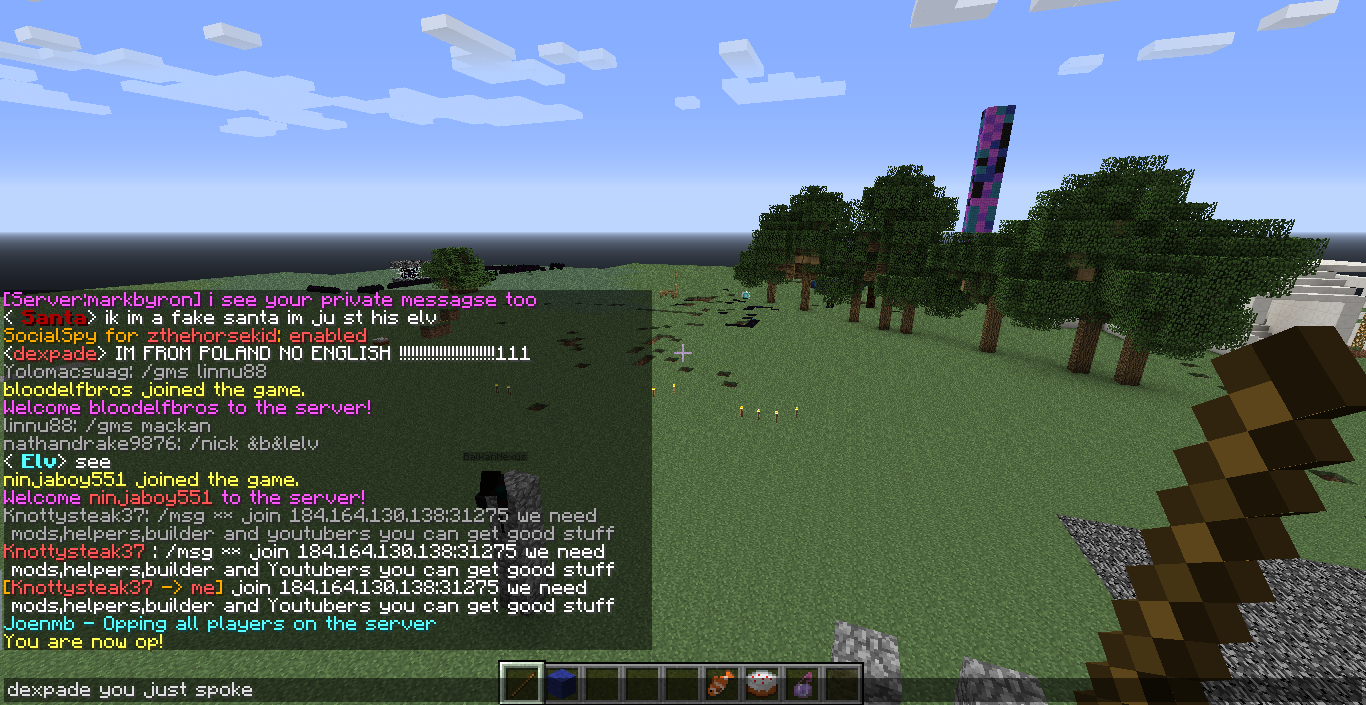 [Server:markbyron] i see your private messagse too
< Santa> ik im a fake santa im ju st his elv
SocialSpy for zthehorsekid: enabled
<dexpade> IM FROM POLAND NO ENGLISH !!!!!!!!!!!!!!!!!!!!!!!!111
Yolomacswag: /gms linnu88
bloodelfbros joined the game.
Welcome bloodelfbros to the server!
linnu88: /gms mackan
nathandrake9876: /nick &b&lelv
< Elv> see
ninjaboy551 joined the game.
Welcome ninjaboy551 to the server!
Knottysteak37: /msg ** join 184.164.130.138:31275 we need
mods,helpers,builder and youtubers you can get good stuff
Knottysteak37 : /msg ** join 184.164.130.138:31275 we need
mods,helpers,builder and Youtubers you can get good stuff
[Knottysteak37 -> me] join 184.164.130.138:31275 we need
mods,helpers,builder and Youtubers you can get good stuff
Joenmb - Opping all players on the server
You are now op!
dexpade you just spoke